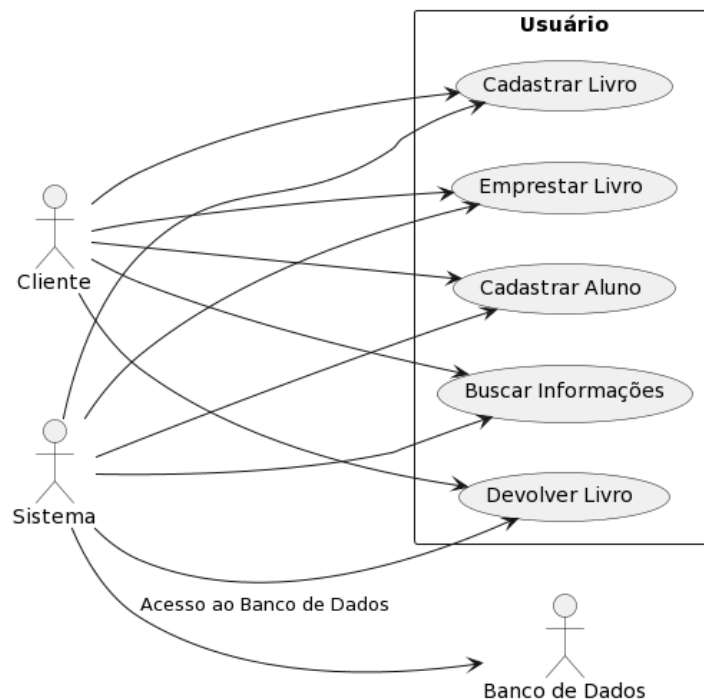 Usuário
Cadastrar Livro
Emprestar Livro
Cliente
Cadastrar Aluno
Buscar Informações
Devolver Livro
Sistema
Acesso ao Banco de Dados
Banco de Dados